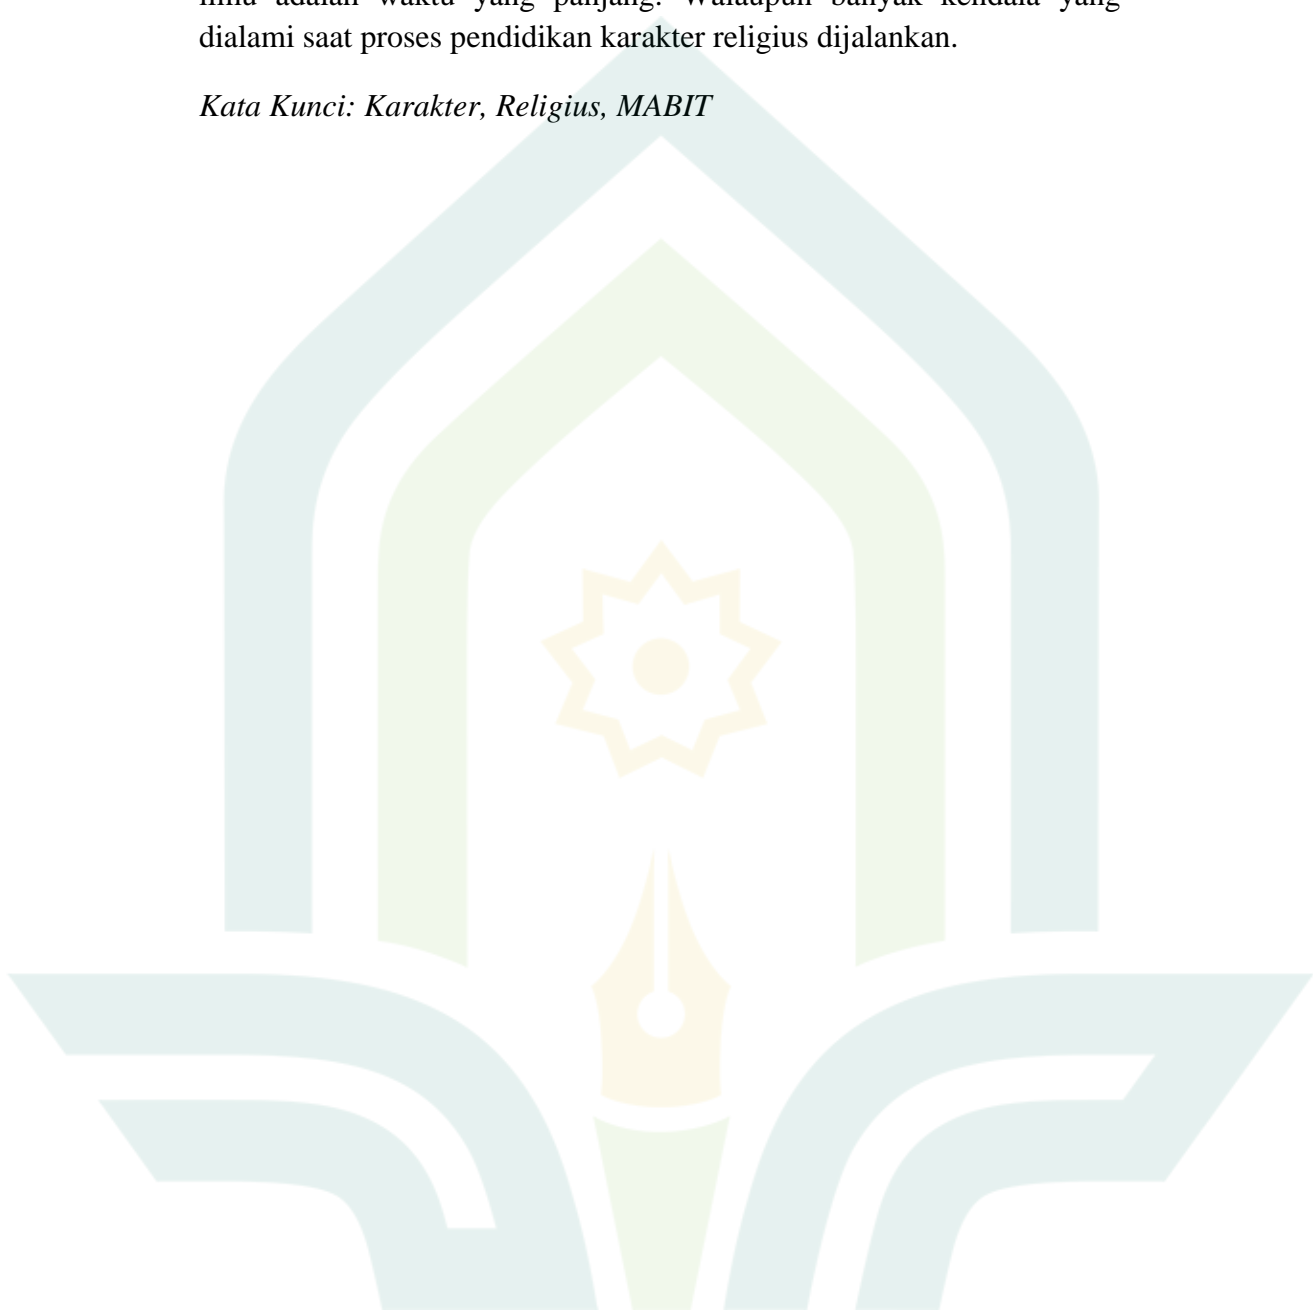 ilmu adalah waktu yang panjang. Walaupun banyak kendala yang
dialami saat proses pendidikan karakter religius dijalankan.
Kata Kunci: Karakter, Religius, MABIT